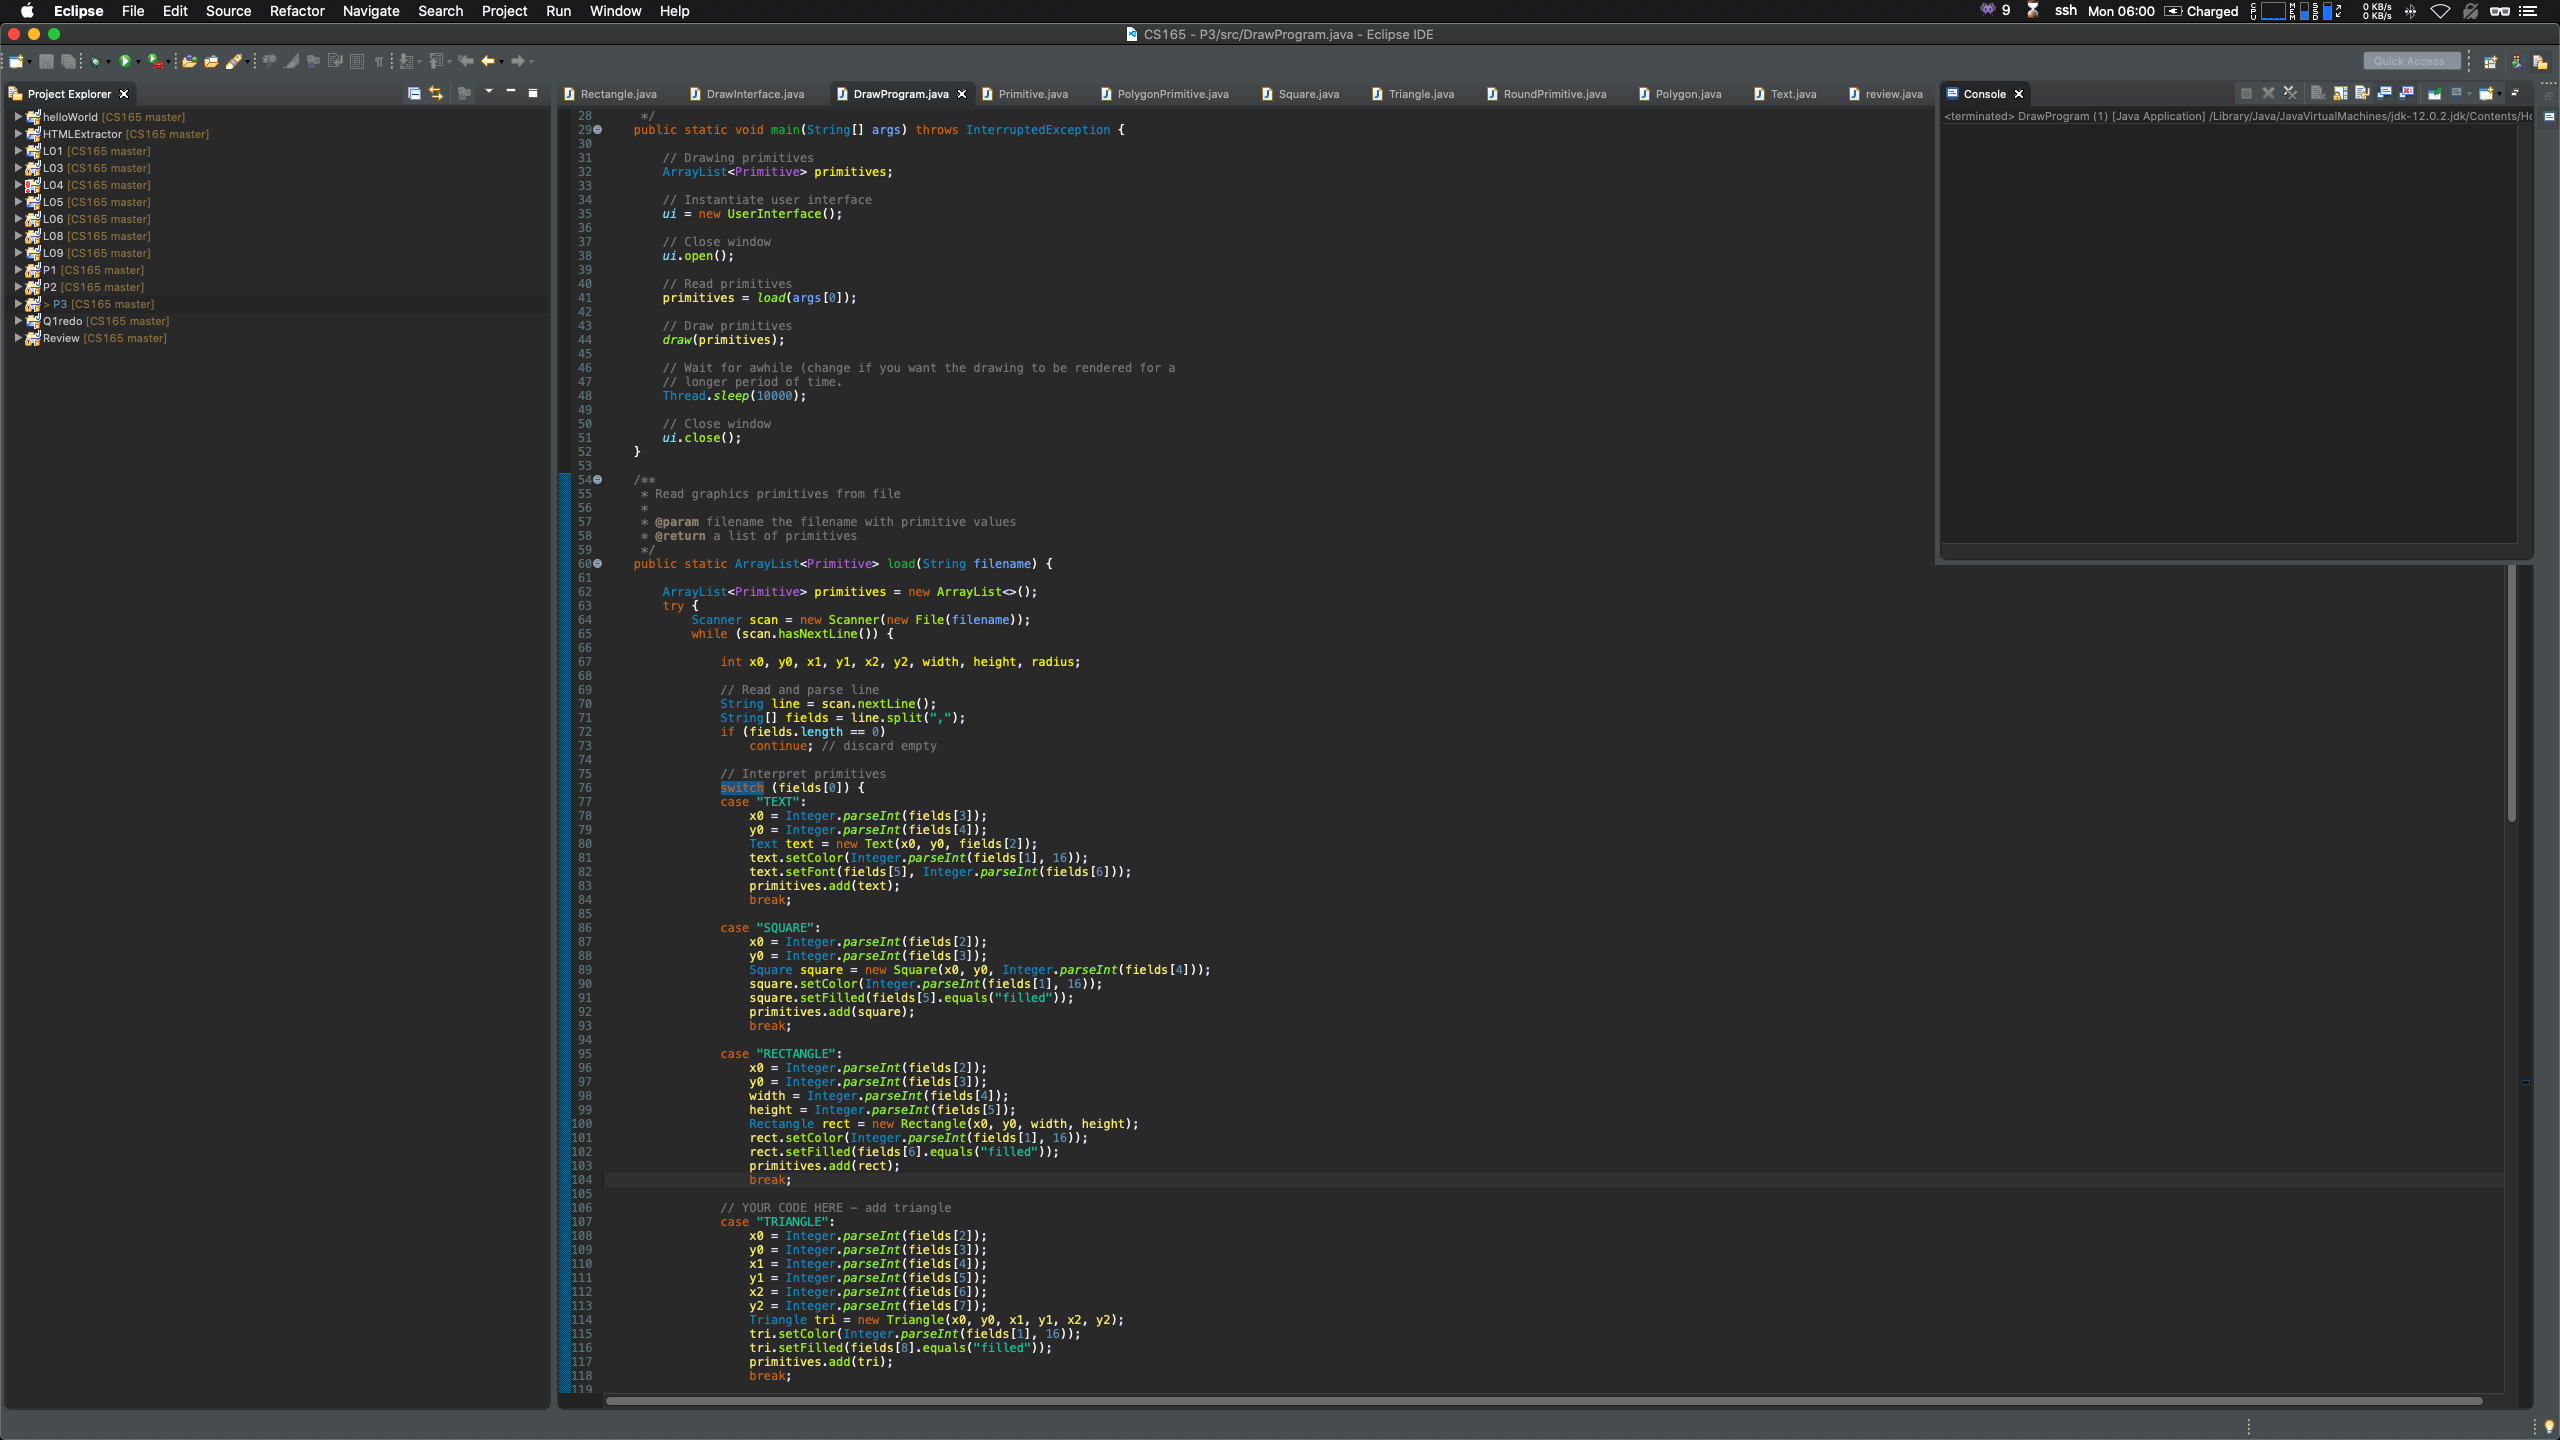 Eclipse File Edit Source Refactor Navigate Search Project Run Window Help
9 ssh Mon 06:00 Charged 0 KB/s 0 KB/s
CS165 - P3/src/DrawProgram.java - Eclipse IDE
Quick Access
Project Explorer
helloWorld [CS165 master]
HTMLExtractor [CS165 master]
L01 [CS165 master]
L03 [CS165 master]
L04 [CS165 master]
L05 [CS165 master]
L06 [CS165 master]
L08 [CS165 master]
L09 [CS165 master]
P1 [CS165 master]
P2 [CS165 master]
> P3 [CS165 master]
Q1redo [CS165 master]
Review [CS165 master]
Rectangle.java DrawInterface.java DrawProgram.java Primitive.java PolygonPrimitive.java Square.java Triangle.java RoundPrimitive.java Polygon.java Text.java review.java
28 */
29 public static void main(String[] args) throws InterruptedException {
30
31 // Drawing primitives
32 ArrayList<Primitive> primitives;
33
34 // Instantiate user interface
35 ui = new UserInterface();
36
37 // Close window
38 ui.open();
39
40 // Read primitives
41 primitives = load(args[0]);
42
43 // Draw primitives
44 draw(primitives);
45
46 // Wait for awhile (change if you want the drawing to be rendered for a
47 // longer period of time.
48 Thread.sleep(10000);
49
50 // Close window
51 ui.close();
52 }
53
54 /**
55 * Read graphics primitives from file
56 *
57 * @param filename the filename with primitive values
58 * @return a list of primitives
59 */
60 public static ArrayList<Primitive> load(String filename) {
61
62 ArrayList<Primitive> primitives = new ArrayList<>();
63 try {
64 Scanner scan = new Scanner(new File(filename));
65 while (scan.hasNextLine()) {
66
67 int x0, y0, x1, y1, x2, y2, width, height, radius;
68
69 // Read and parse line
70 String line = scan.nextLine();
71 String[] fields = line.split(",");
72 if (fields.length == 0)
73 continue; // discard empty
74
75 // Interpret primitives
76 switch (fields[0]) {
77 case "TEXT":
78 x0 = Integer.parseInt(fields[3]);
79 y0 = Integer.parseInt(fields[4]);
80 Text text = new Text(x0, y0, fields[2]);
81 text.setColor(Integer.parseInt(fields[1], 16));
82 text.setFont(fields[5], Integer.parseInt(fields[6]));
83 primitives.add(text);
84 break;
85
86 case "SQUARE":
87 x0 = Integer.parseInt(fields[2]);
88 y0 = Integer.parseInt(fields[3]);
89 Square square = new Square(x0, y0, Integer.parseInt(fields[4]));
90 square.setColor(Integer.parseInt(fields[1], 16));
91 square.setFilled(fields[5].equals("filled"));
92 primitives.add(square);
93 break;
94
95 case "RECTANGLE":
96 x0 = Integer.parseInt(fields[2]);
97 y0 = Integer.parseInt(fields[3]);
98 width = Integer.parseInt(fields[4]);
99 height = Integer.parseInt(fields[5]);
100 Rectangle rect = new Rectangle(x0, y0, width, height);
101 rect.setColor(Integer.parseInt(fields[1], 16));
102 rect.setFilled(fields[6].equals("filled"));
103 primitives.add(rect);
104 break;
105
106 // YOUR CODE HERE – add triangle
107 case "TRIANGLE":
108 x0 = Integer.parseInt(fields[2]);
109 y0 = Integer.parseInt(fields[3]);
110 x1 = Integer.parseInt(fields[4]);
111 y1 = Integer.parseInt(fields[5]);
112 x2 = Integer.parseInt(fields[6]);
113 y2 = Integer.parseInt(fields[7]);
114 Triangle tri = new Triangle(x0, y0, x1, y1, x2, y2);
115 tri.setColor(Integer.parseInt(fields[1], 16));
116 tri.setFilled(fields[8].equals("filled"));
117 primitives.add(tri);
118 break;
119
Console
<terminated> DrawProgram (1) [Java Application] /Library/Java/JavaVirtualMachines/jdk-12.0.2.jdk/Contents/Ho